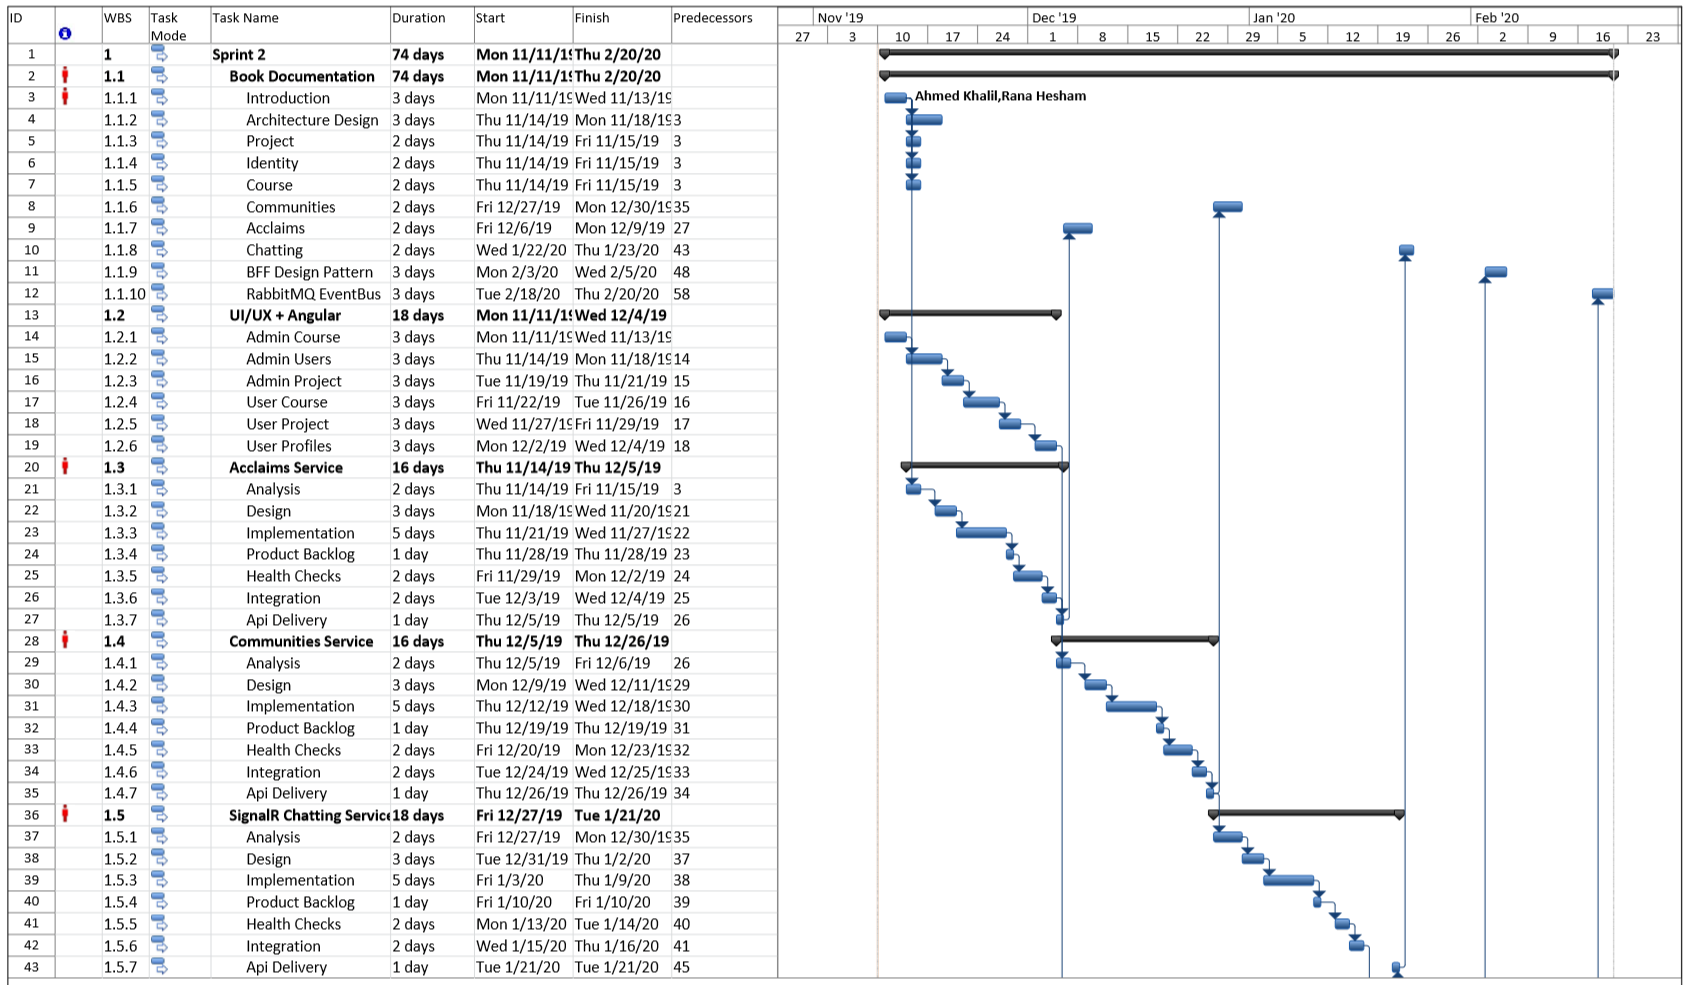 ID WBS Task Mode Task Name Duration Start Finish Predecessors Nov '19 Dec '19 Jan '20 Feb '20
27 3 10 17 24 1 8 15 22 29 5 12 19 26 2 9 16 23
1 1 Sprint 2 74 days Mon 11/11/19 Thu 2/20/20
2 1.1 Book Documentation 74 days Mon 11/11/19 Thu 2/20/20
3 1.1.1 Introduction 3 days Mon 11/11/19 Wed 11/13/19 Ahmed Khalil,Rana Hesham
4 1.1.2 Architecture Design 3 days Thu 11/14/19 Mon 11/18/19 3
5 1.1.3 Project 2 days Thu 11/14/19 Fri 11/15/19 3
6 1.1.4 Identity 2 days Thu 11/14/19 Fri 11/15/19 3
7 1.1.5 Course 2 days Thu 11/14/19 Fri 11/15/19 3
8 1.1.6 Communities 2 days Fri 12/27/19 Mon 12/30/19 35
9 1.1.7 Acclaims 2 days Fri 12/6/19 Mon 12/9/19 27
10 1.1.8 Chatting 2 days Wed 1/22/20 Thu 1/23/20 43
11 1.1.9 BFF Design Pattern 3 days Mon 2/3/20 Wed 2/5/20 48
12 1.1.10 RabbitMQ EventBus 3 days Tue 2/18/20 Thu 2/20/20 58
13 1.2 UI/UX + Angular 18 days Mon 11/11/19 Wed 12/4/19
14 1.2.1 Admin Course 3 days Mon 11/11/19 Wed 11/13/19
15 1.2.2 Admin Users 3 days Thu 11/14/19 Mon 11/18/19 14
16 1.2.3 Admin Project 3 days Tue 11/19/19 Thu 11/21/19 15
17 1.2.4 User Course 3 days Fri 11/22/19 Tue 11/26/19 16
18 1.2.5 User Project 3 days Wed 11/27/19 Fri 11/29/19 17
19 1.2.6 User Profiles 3 days Mon 12/2/19 Wed 12/4/19 18
20 1.3 Acclaims Service 16 days Thu 11/14/19 Thu 12/5/19
21 1.3.1 Analysis 2 days Thu 11/14/19 Fri 11/15/19 3
22 1.3.2 Design 3 days Mon 11/18/19 Wed 11/20/19 21
23 1.3.3 Implementation 5 days Thu 11/21/19 Wed 11/27/19 22
24 1.3.4 Product Backlog 1 day Thu 11/28/19 Thu 11/28/19 23
25 1.3.5 Health Checks 2 days Fri 11/29/19 Mon 12/2/19 24
26 1.3.6 Integration 2 days Tue 12/3/19 Wed 12/4/19 25
27 1.3.7 Api Delivery 1 day Thu 12/5/19 Thu 12/5/19 26
28 1.4 Communities Service 16 days Thu 12/5/19 Thu 12/26/19
29 1.4.1 Analysis 2 days Thu 12/5/19 Fri 12/6/19 26
30 1.4.2 Design 3 days Mon 12/9/19 Wed 12/11/19 29
31 1.4.3 Implementation 5 days Thu 12/12/19 Wed 12/18/19 30
32 1.4.4 Product Backlog 1 day Thu 12/19/19 Thu 12/19/19 31
33 1.4.5 Health Checks 2 days Fri 12/20/19 Mon 12/23/19 32
34 1.4.6 Integration 2 days Tue 12/24/19 Wed 12/25/19 33
35 1.4.7 Api Delivery 1 day Thu 12/26/19 Thu 12/26/19 34
36 1.5 SignalR Chatting Service 18 days Fri 12/27/19 Tue 1/21/20
37 1.5.1 Analysis 2 days Fri 12/27/19 Mon 12/30/19 35
38 1.5.2 Design 3 days Tue 12/31/19 Thu 1/2/20 37
39 1.5.3 Implementation 5 days Fri 1/3/20 Thu 1/9/20 38
40 1.5.4 Product Backlog 1 day Fri 1/10/20 Fri 1/10/20 39
41 1.5.5 Health Checks 2 days Mon 1/13/20 Tue 1/14/20 40
42 1.5.6 Integration 2 days Wed 1/15/20 Thu 1/16/20 41
43 1.5.7 Api Delivery 1 day Tue 1/21/20 Tue 1/21/20 45